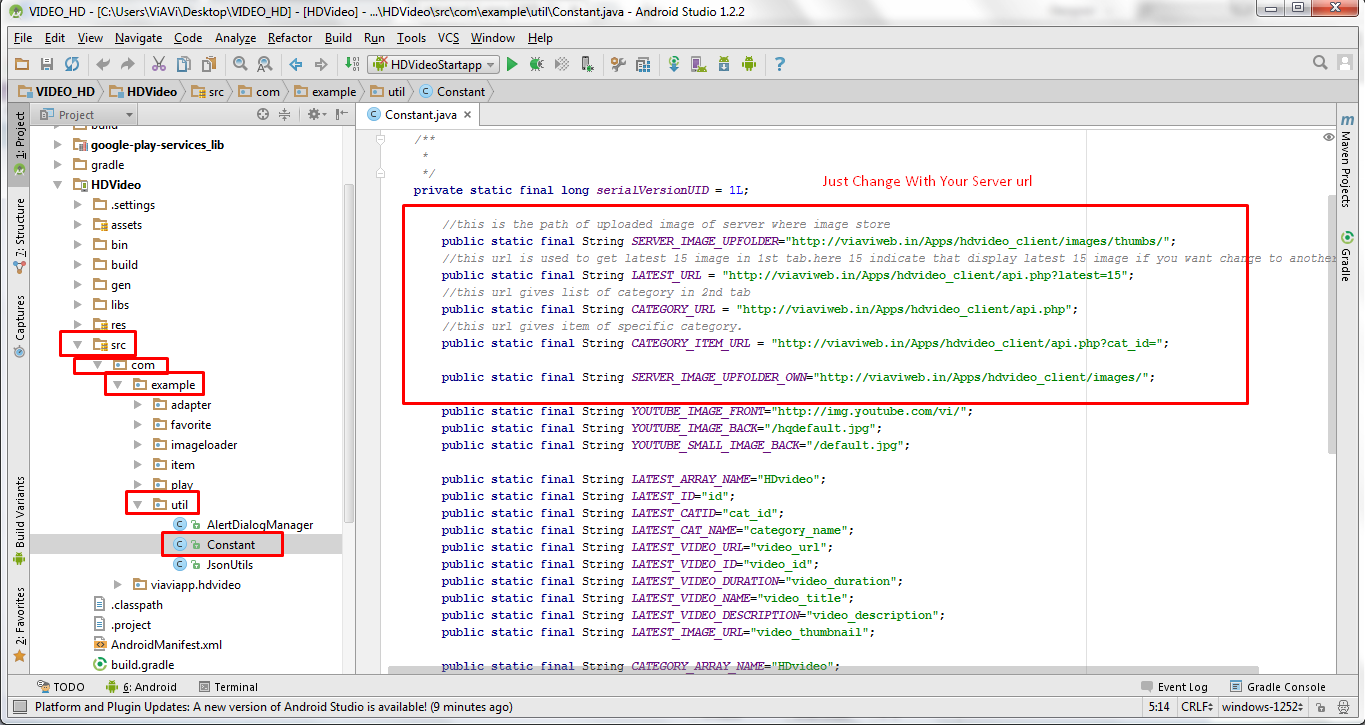 VIDEO_HD - [C:\Users\ViAVi\Desktop\VIDEO_HD] - [HDVideo] - ...\HDVideo\src\com\example\util\Constant.java - Android Studio 1.2.2
File Edit View Navigate Code Analyze Refactor Build Run Tools VCS Window Help
HDVideoStartapp
VIDEO_HD HDVideo src com example util Constant
Project
Constant.java
1: Project
7: Structure
Captures
Build Variants
2: Favorites
build
google-play-services_lib
gradle
HDVideo
.settings
assets
bin
build
gen
libs
res
src
com
example
adapter
favorite
imageloader
item
play
util
AlertDialogManager
Constant
JsonUtils
viaviapp.hdvideo
.classpath
.project
AndroidManifest.xml
build.gradle
/**
*
*/
private static final long serialVersionUID = 1L;
Just Change With Your Server url
//this is the path of uploaded image of server where image store
public static final String SERVER_IMAGE_UPFOLDER="http://viaviweb.in/Apps/hdvideo_client/images/thumbs/";
//this url is used to get latest 15 image in 1st tab.here 15 indicate that display latest 15 image if you want change to another
public static final String LATEST_URL = "http://viaviweb.in/Apps/hdvideo_client/api.php?latest=15";
//this url gives list of category in 2nd tab
public static final String CATEGORY_URL = "http://viaviweb.in/Apps/hdvideo_client/api.php";
//this url gives item of specific category.
public static final String CATEGORY_ITEM_URL = "http://viaviweb.in/Apps/hdvideo_client/api.php?cat_id=";
public static final String SERVER_IMAGE_UPFOLDER_OWN="http://viaviweb.in/Apps/hdvideo_client/images/";
public static final String YOUTUBE_IMAGE_FRONT="http://img.youtube.com/vi/";
public static final String YOUTUBE_IMAGE_BACK="/hqdefault.jpg";
public static final String YOUTUBE_SMALL_IMAGE_BACK="/default.jpg";
public static final String LATEST_ARRAY_NAME="HDvideo";
public static final String LATEST_ID="id";
public static final String LATEST_CATID="cat_id";
public static final String LATEST_CAT_NAME="category_name";
public static final String LATEST_VIDEO_URL="video_url";
public static final String LATEST_VIDEO_ID="video_id";
public static final String LATEST_VIDEO_DURATION="video_duration";
public static final String LATEST_VIDEO_NAME="video_title";
public static final String LATEST_VIDEO_DESCRIPTION="video_description";
public static final String LATEST_IMAGE_URL="video_thumbnail";
public static final String CATEGORY_ARRAY_NAME="HDvideo";
m
Maven Projects
Gradle
TODO 6: Android Terminal Event Log Gradle Console
Platform and Plugin Updates: A new version of Android Studio is available! (9 minutes ago) 5:14 CRLF windows-1252